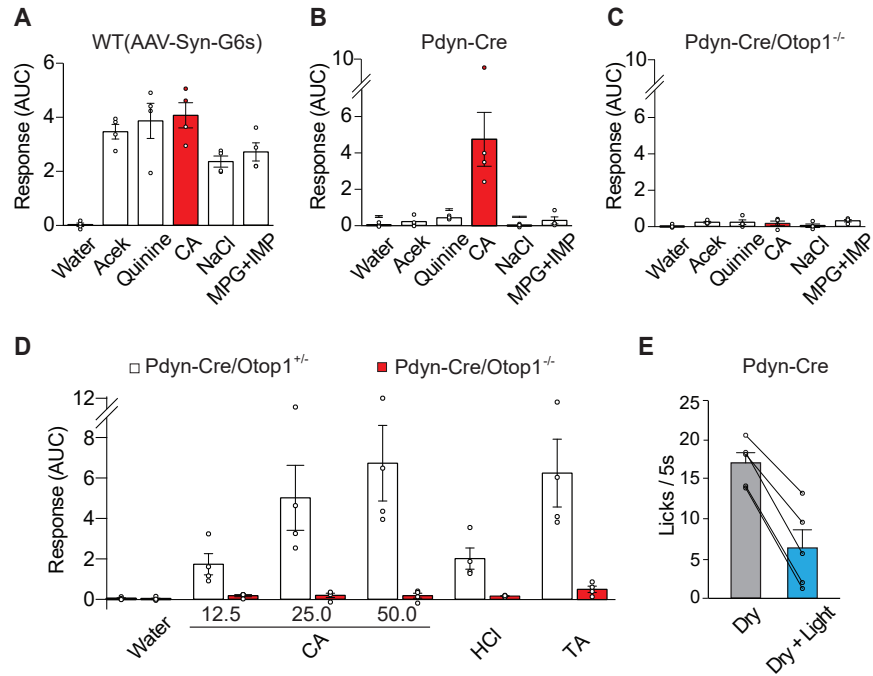 A
WT(AAV-Syn-G6s)
Response (AUC)
6
4
2
0
Water
Acek
Quinine
CA
NaCl
MPG+IMP
B
Pdyn-Cre
Response (AUC)
10
6
4
2
0
Water
Acek
Quinine
CA
NaCl
MPG+IMP
C
Pdyn-Cre/Otop1-/-
Response (AUC)
10
6
4
2
0
Water
Acek
Quinine
CA
NaCl
MPG+IMP
D
Pdyn-Cre/Otop1+/-
Pdyn-Cre/Otop1-/-
Response (AUC)
12
8
6
4
2
0
Water
12.5
25.0
50.0
CA
HCl
TA
E
Pdyn-Cre
Licks / 5s
25
20
15
10
5
0
Dry
Dry + Light